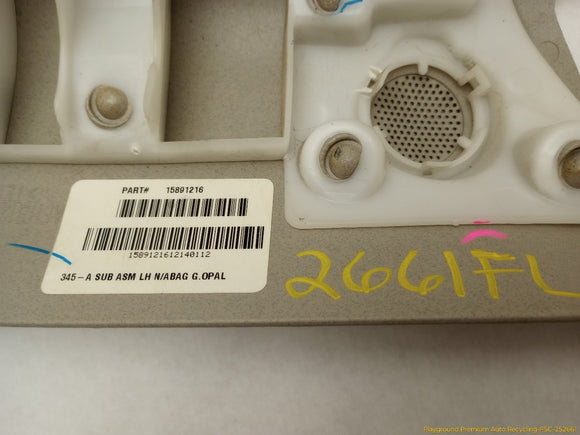 PART# 15891216
1589121612140112
345-A SUB ASM LH N/ABAG G.OPAL
2661FL
Playground Premium Auto Recycling-PSC-25266